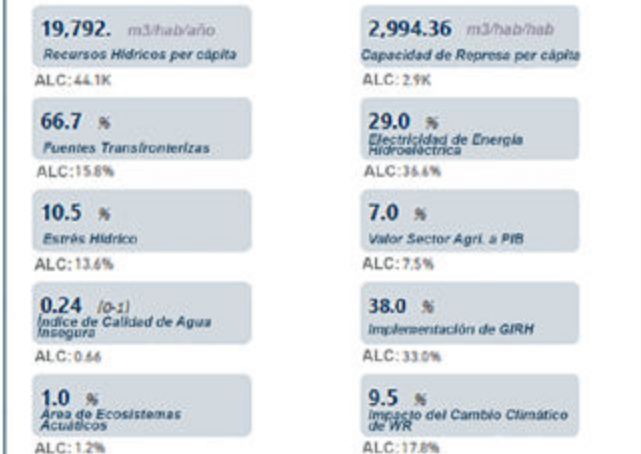 19,792. m3/hab/año
Recursos Hídricos per cápita
ALC: 44.1K
2,994.36 m3/hab/hab
Capacidad de Represa per cápita
ALC: 2.9K
66.7 %
Fuentes Transfronterizas
ALC: 15.8%
29.0 %
Electricidad de Energía
Hidroeléctrica
ALC: 36.6%
10.5 %
Estrés Hídrico
ALC: 13.6%
7.0 %
Valor Sector Agri. a PIB
ALC: 7.5%
0.24 [0-1]
Índice de Calidad de Agua
Insegura
ALC: 0.66
38.0 %
Implementación de GIRH
ALC: 33.0%
1.0 %
Área de Ecosistemas
Acuáticos
ALC: 1.2%
9.5 %
Impacto del Cambio Climático
de WR
ALC: 17.8%